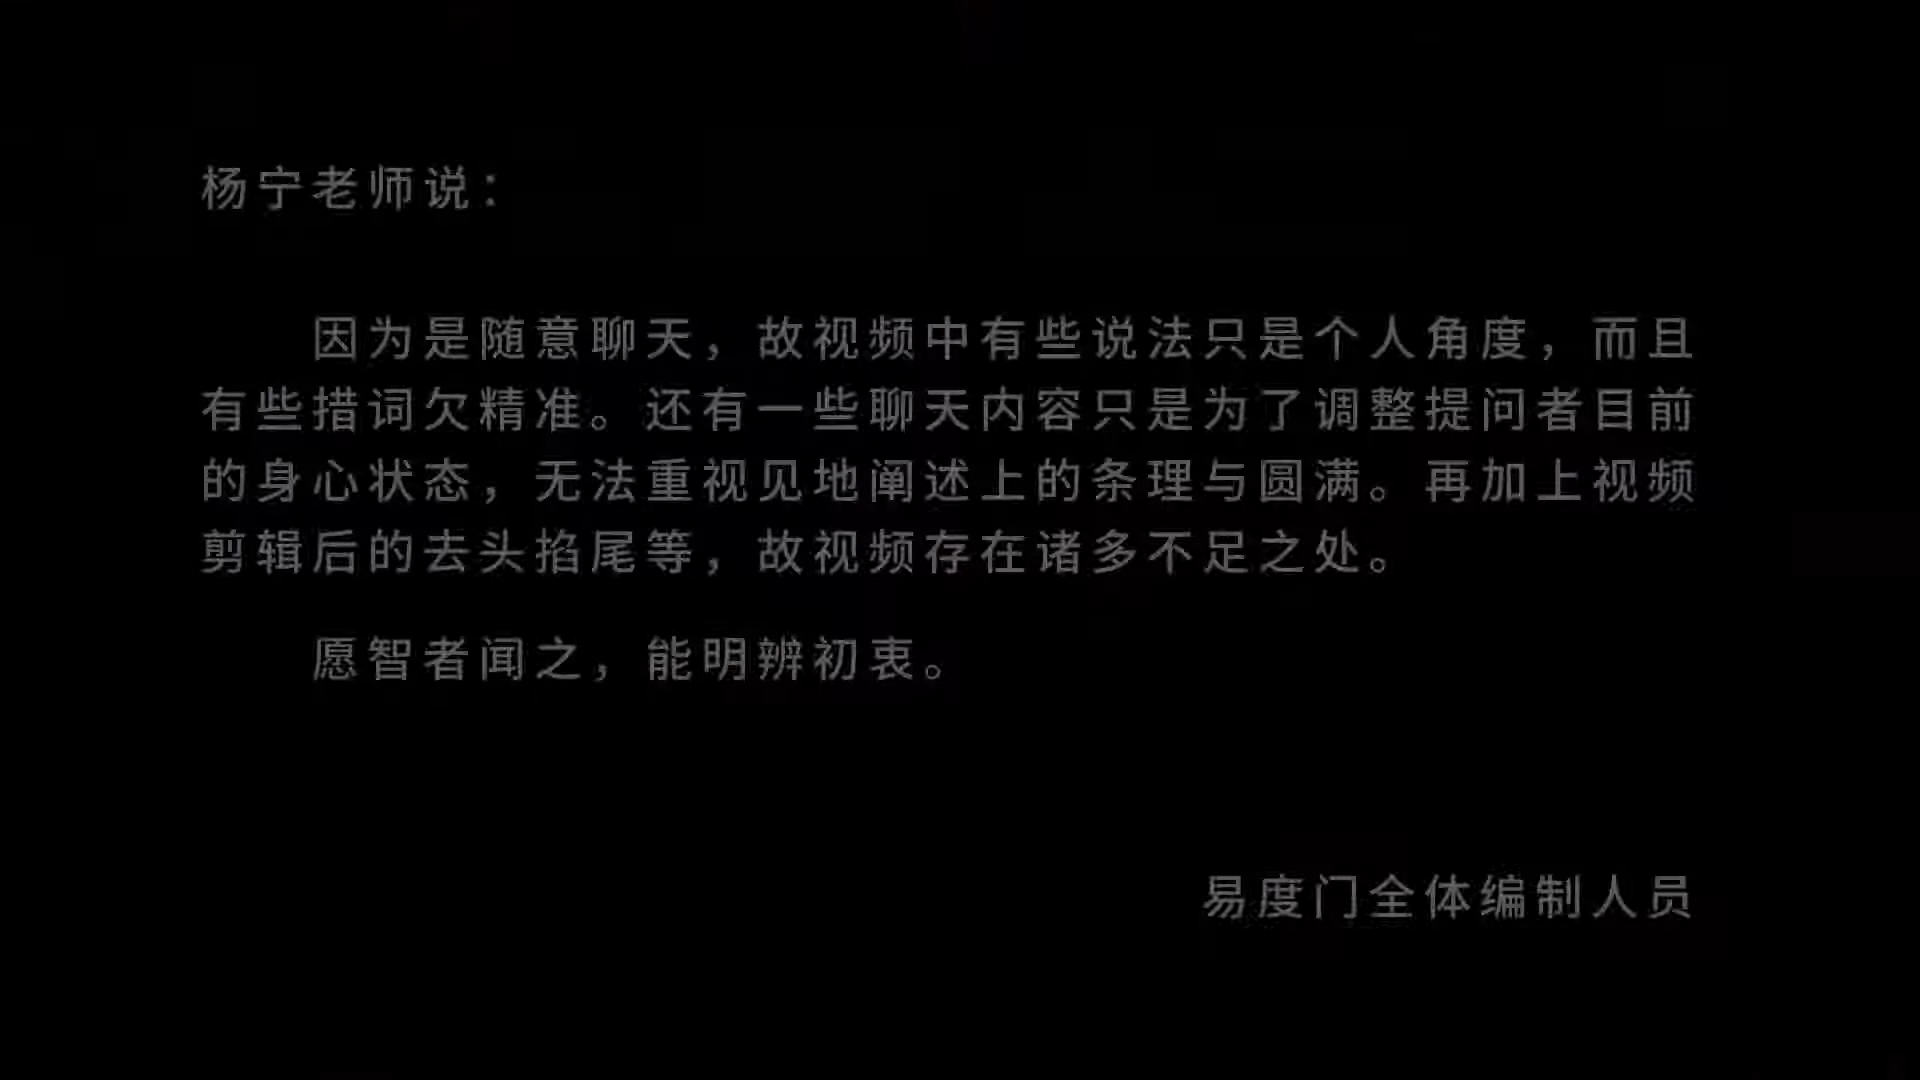 杨宁老师说：
因为是随意聊天，故视频中有些说法只是个人角度，而且
有些措词欠精准。还有一些聊天内容只是为了调整提问者目前
的身心状态，无法重视见地阐述上的条理与圆满。再加上视频
剪辑后的去头掐尾等，故视频存在诸多不足之处。
愿智者闻之，能明辨初衷。
易度门全体编制人员